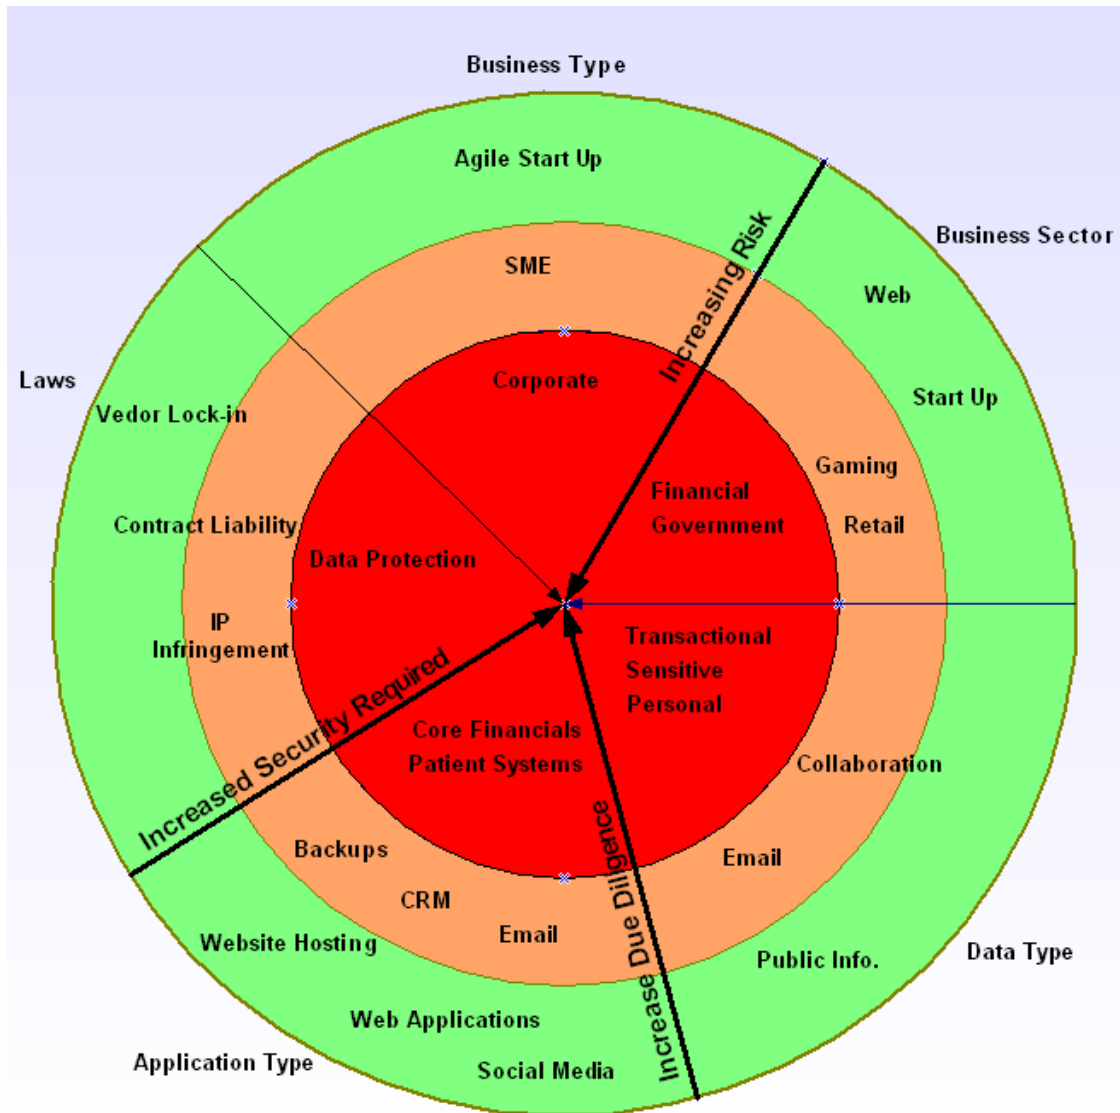 Business Type
Agile Start Up
Increasing Risk
Business Sector
SME
Web
Laws
Corporate
Start Up
Vedor Lock-in
Gaming
Financial
Government
Contract Liability
Retail
Data Protection
IP
Infringement
Transactional
Sensitive
Personal
Increased Security Required
Core Financials
Patient Systems
Collaboration
Increase Due Diligence
Backups
Email
CRM
Email
Website Hosting
Public Info.
Data Type
Web Applications
Application Type
Social Media